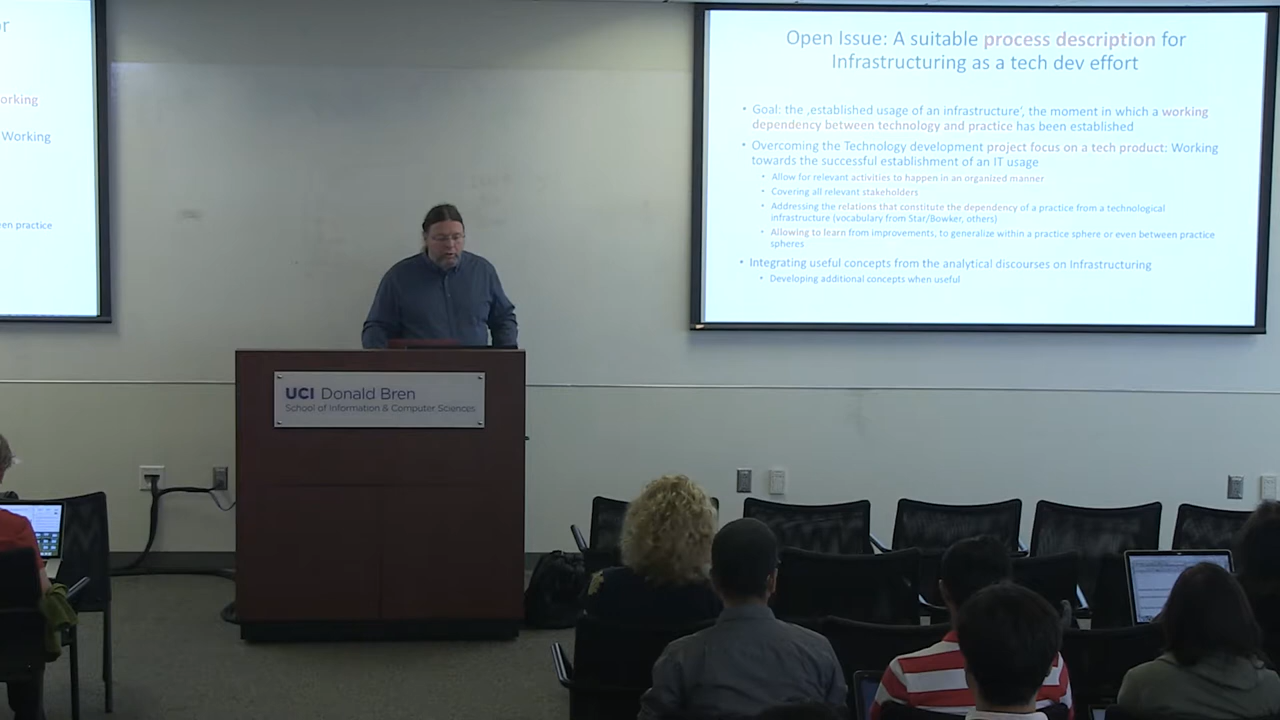 or
orking
Working
en practice
Open Issue: A suitable process description for
Infrastructuring as a tech dev effort
• Goal: the ‚established usage of an infrastructure‘, the moment in which a working
dependency between technology and practice has been established
• Overcoming the Technology development project focus on a tech product: Working
towards the successful establishment of an IT usage
• Allow for relevant activities to happen in an organized manner
• Covering all relevant stakeholders
• Addressing the relations that constitute the dependency of a practice from a technological
infrastructure (vocabulary from Star/Bowker, others)
• Allowing to learn from improvements, to generalize within a practice sphere or even between practice
spheres
• Integrating useful concepts from the analytical discourses on Infrastructuring
• Developing additional concepts when useful
UCI Donald Bren
School of Information & Computer Sciences